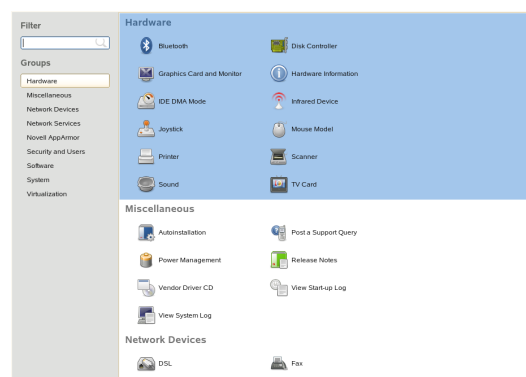 Filter
Groups
Hardware
Miscellaneous
Network Devices
Network Services
Novell AppArmor
Security and Users
Software
System
Virtualization
Hardware
Bluetooth
Disk Controller
Graphics Card and Monitor
Hardware Information
IDE DMA Mode
Infrared Device
Joystick
Mouse Model
Printer
Scanner
Sound
TV Card
Miscellaneous
Autoinstallation
Post a Support Query
Power Management
Release Notes
Vendor Driver CD
View Start-up Log
View System Log
Network Devices
DSL
Fax